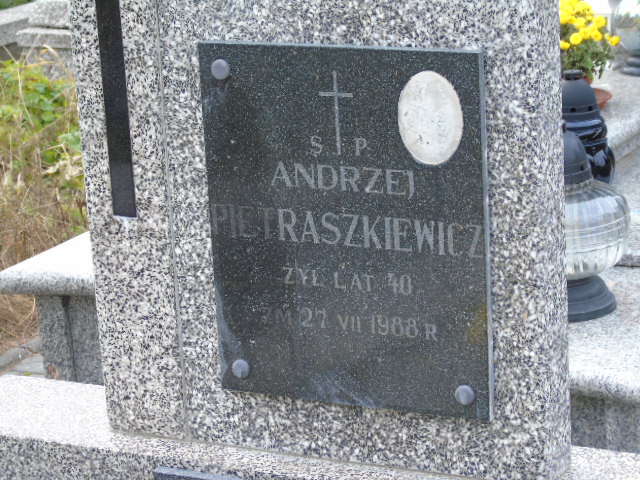 Ś. P.
ANDRZEJ
PIETRASZKIEWICZ
ŻYŁ LAT 40
ZM 27 VII 1988 R